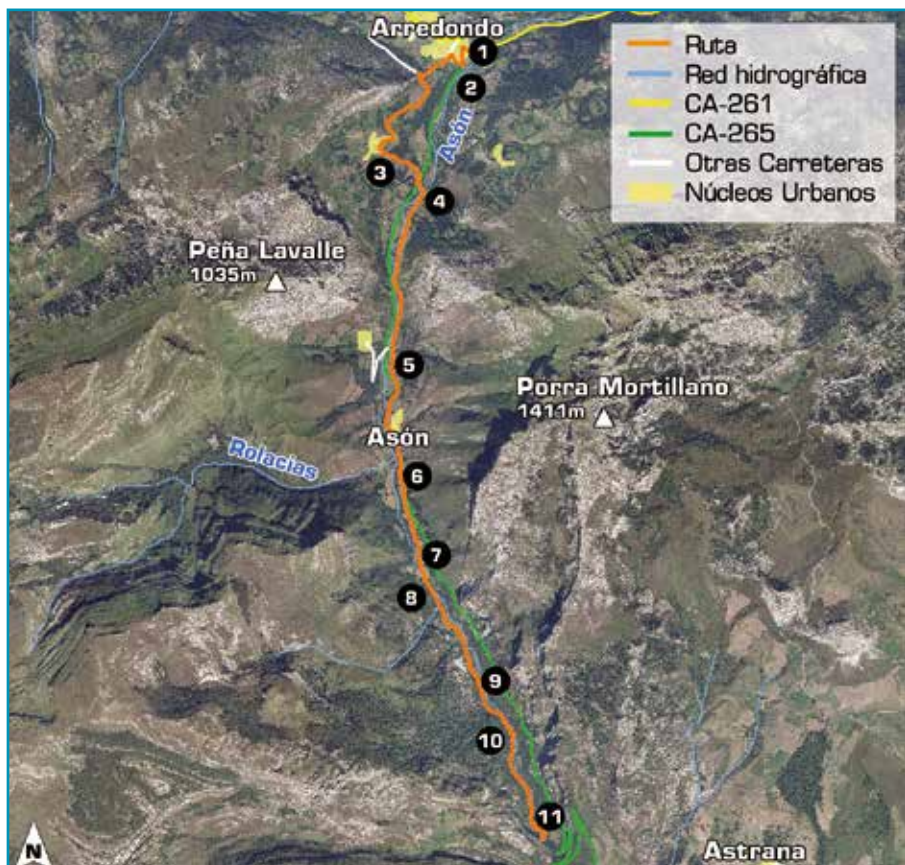 Arredondo
1
2
Asón
3
4
Peña Lavalle
1035m
5
Porra Mortillano
1411m
Asón
Rolacías
6
7
8
9
10
11
Astrana
N
Ruta
Red hidrográfica
CA-261
CA-265
Otras Carreteras
Núcleos Urbanos